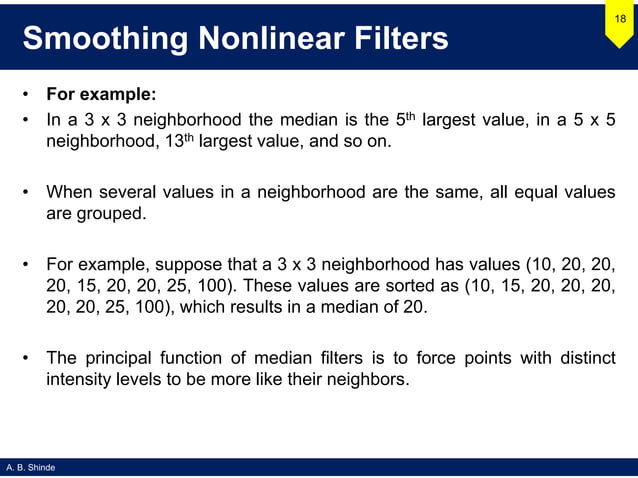 18
Smoothing Nonlinear Filters
• For example:
• In a 3 x 3 neighborhood the median is the 5th largest value, in a 5 x 5
neighborhood, 13th largest value, and so on.
• When several values in a neighborhood are the same, all equal values
are grouped.
• For example, suppose that a 3 x 3 neighborhood has values (10, 20, 20,
20, 15, 20, 20, 25, 100). These values are sorted as (10, 15, 20, 20, 20,
20, 20, 25, 100), which results in a median of 20.
• The principal function of median filters is to force points with distinct
intensity levels to be more like their neighbors.
A. B. Shinde